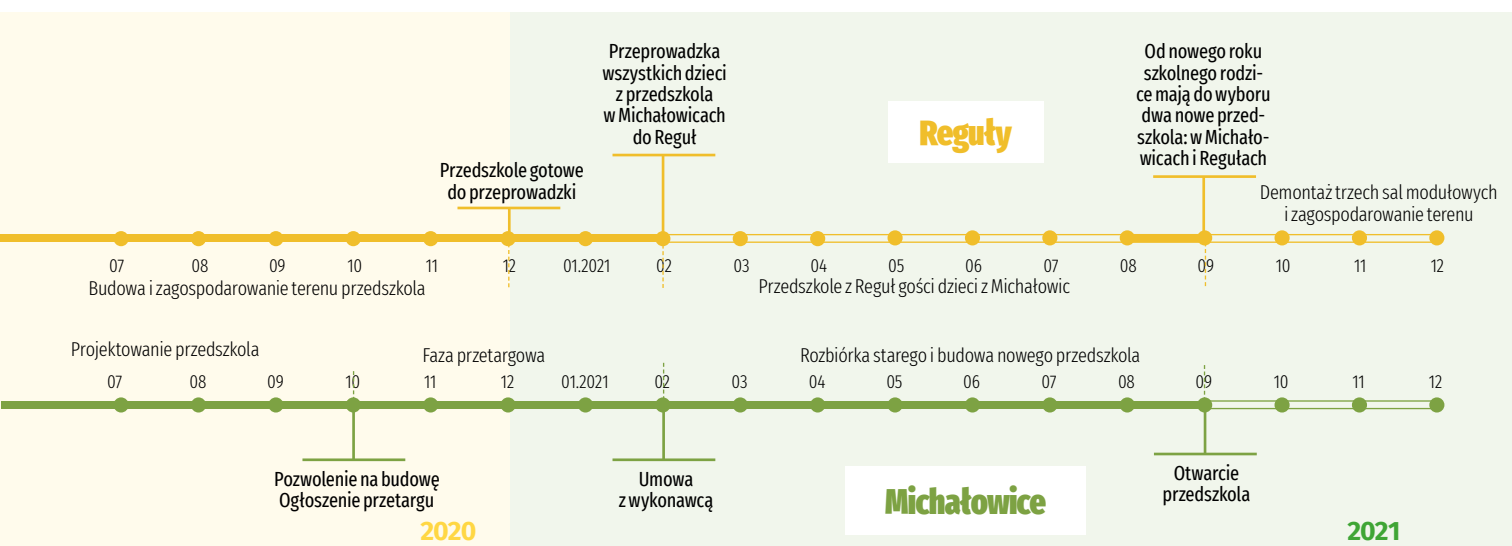 Przeprowadzka
wszystkich dzieci
z przedszkola
w Michałowicach
do Reguł
Od nowego roku
szkolnego rodzi-
ce mają do wyboru
dwa nowe przed-
szkola: w Michało-
wicach i Regułach
Reguły
Przedszkole gotowe
do przeprowadzki
Demontaż trzech sal modułowych
i zagospodarowanie terenu
07 08 09 10 11 12 01.2021 02 03 04 05 06 07 08 09 10 11 12
Budowa i zagospodarowanie terenu przedszkola
Przedszkole z Reguł gości dzieci z Michałowic
Projektowanie przedszkola
Faza przetargowa
Rozbiórka starego i budowa nowego przedszkola
07 08 09 10 11 12 01.2021 02 03 04 05 06 07 08 09 10 11 12
Pozwolenie na budowę
Ogłoszenie przetargu
Umowa
z wykonawcą
Michałowice
Otwarcie
przedszkola
2020
2021